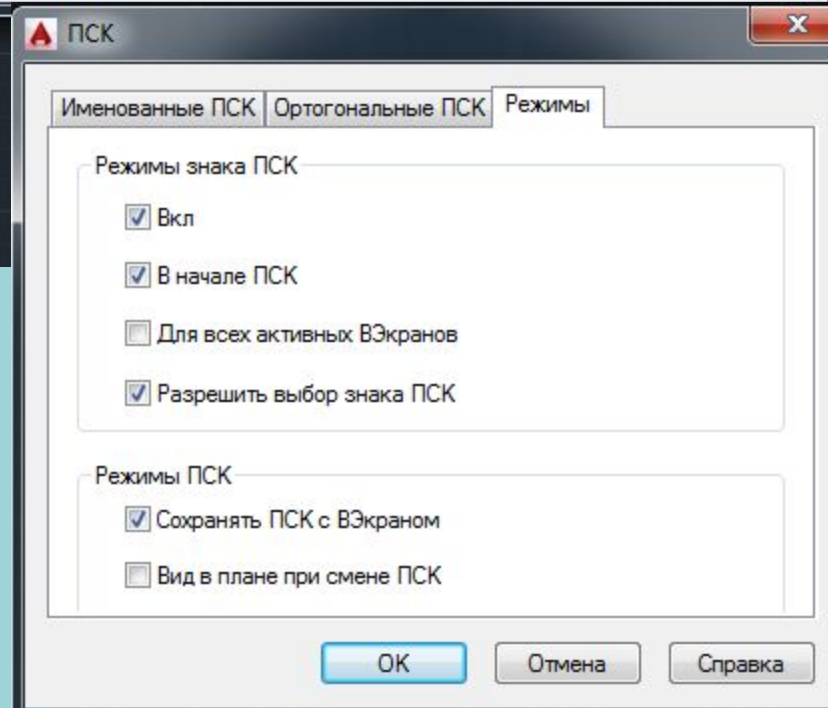 ПСК
Именованные ПСК Ортогональные ПСК Режимы
Режимы знака ПСК
Вкл
В начале ПСК
Для всех активных ВЭкранов
Разрешить выбор знака ПСК
Режимы ПСК
Сохранять ПСК с ВЭкраном
Вид в плане при смене ПСК
ОК Отмена Справка